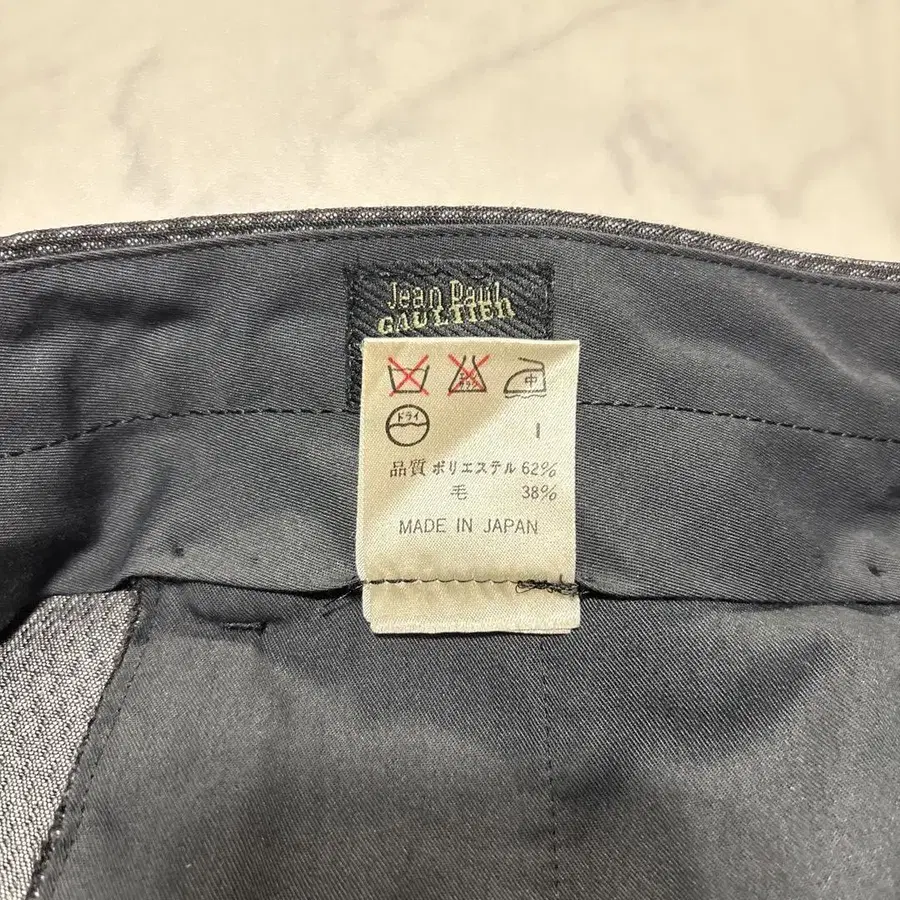 Jean Paul
GAULTIER
中
ドライ
I
品質 ポリエステル 62%
毛 38%
MADE IN JAPAN